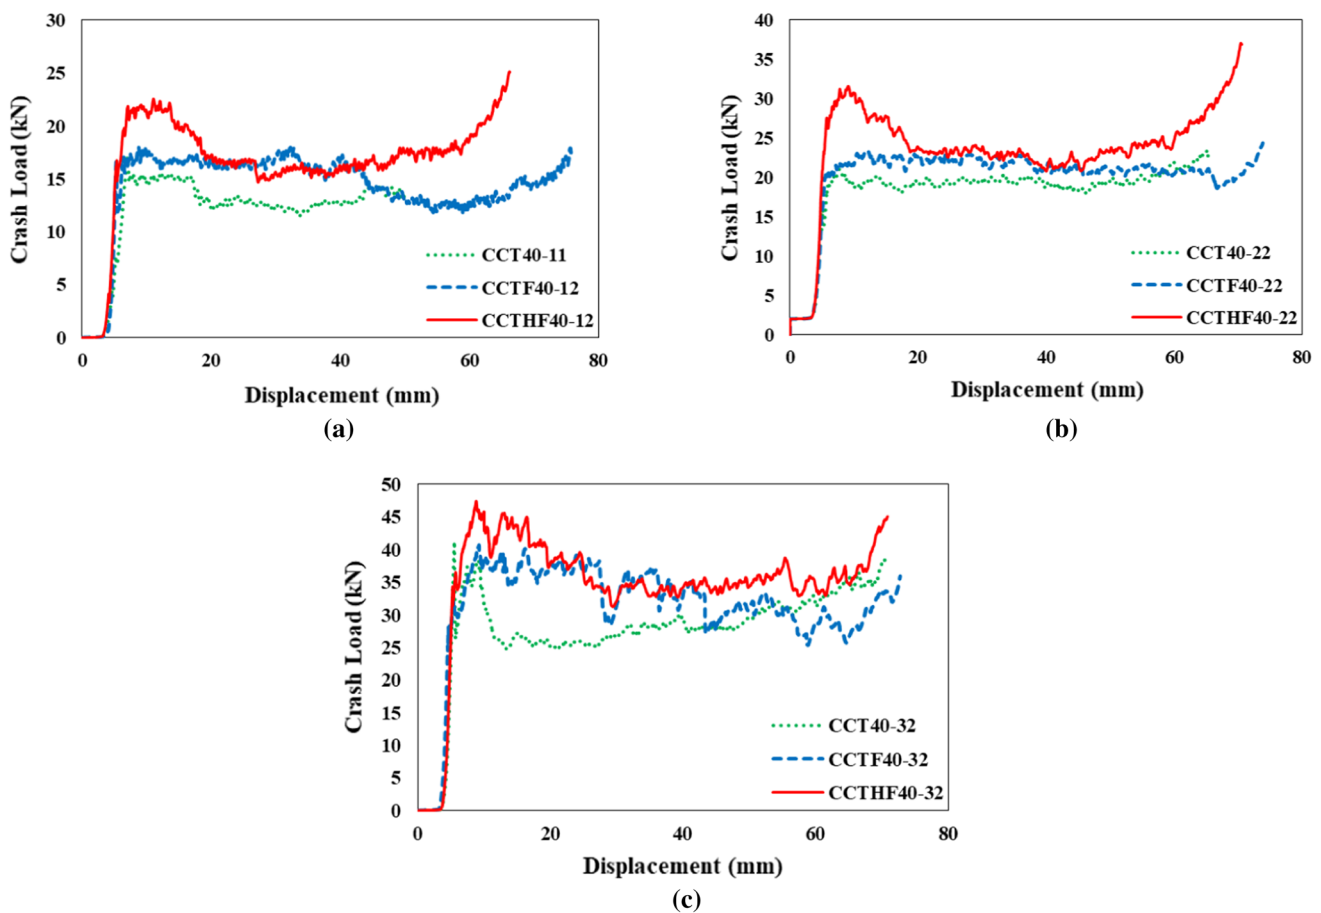 30
25
20
15
10
5
0
Crash Load (kN)
0 20 40 60 80
Displacement (mm)
CCT40-11
CCTF40-12
CCTHF40-12
(a)
40
35
30
25
20
15
10
5
0
Crash Load (kN)
0 20 40 60 80
Displacement (mm)
CCT40-22
CCTF40-22
CCTHF40-22
(b)
50
45
40
35
30
25
20
15
10
5
0
Crash Load (kN)
0 20 40 60 80
Displacement (mm)
CCT40-32
CCTF40-32
CCTHF40-32
(c)